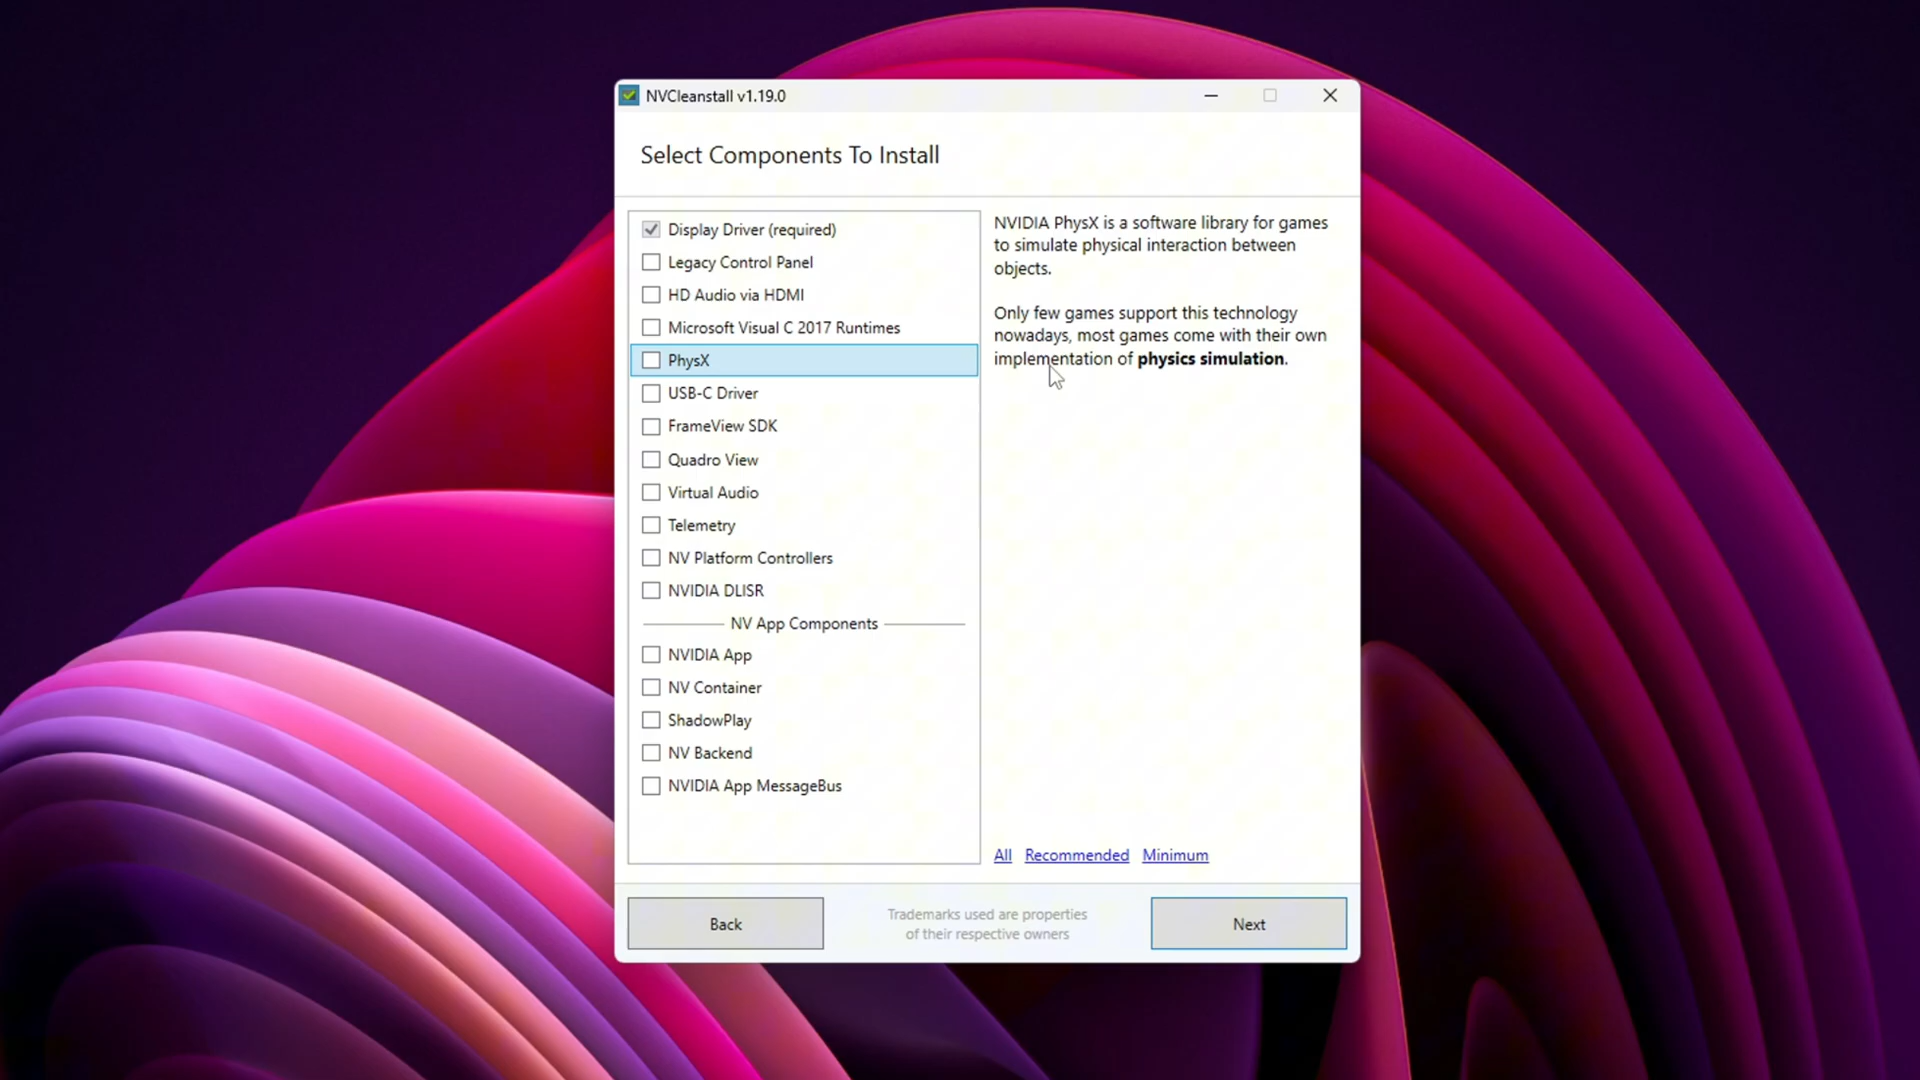 NVCleanstall v1.19.0
Select Components To Install
Display Driver (required)
Legacy Control Panel
HD Audio via HDMI
Microsoft Visual C 2017 Runtimes
PhysX
USB-C Driver
FrameView SDK
Quadro View
Virtual Audio
Telemetry
NV Platform Controllers
NVIDIA DLISR
NV App Components
NVIDIA App
NV Container
ShadowPlay
NV Backend
NVIDIA App MessageBus
NVIDIA PhysX is a software library for games
to simulate physical interaction between
objects.
Only few games support this technology
nowadays, most games come with their own
implementation of physics simulation.
All Recommended Minimum
Back
Trademarks used are properties
of their respective owners
Next